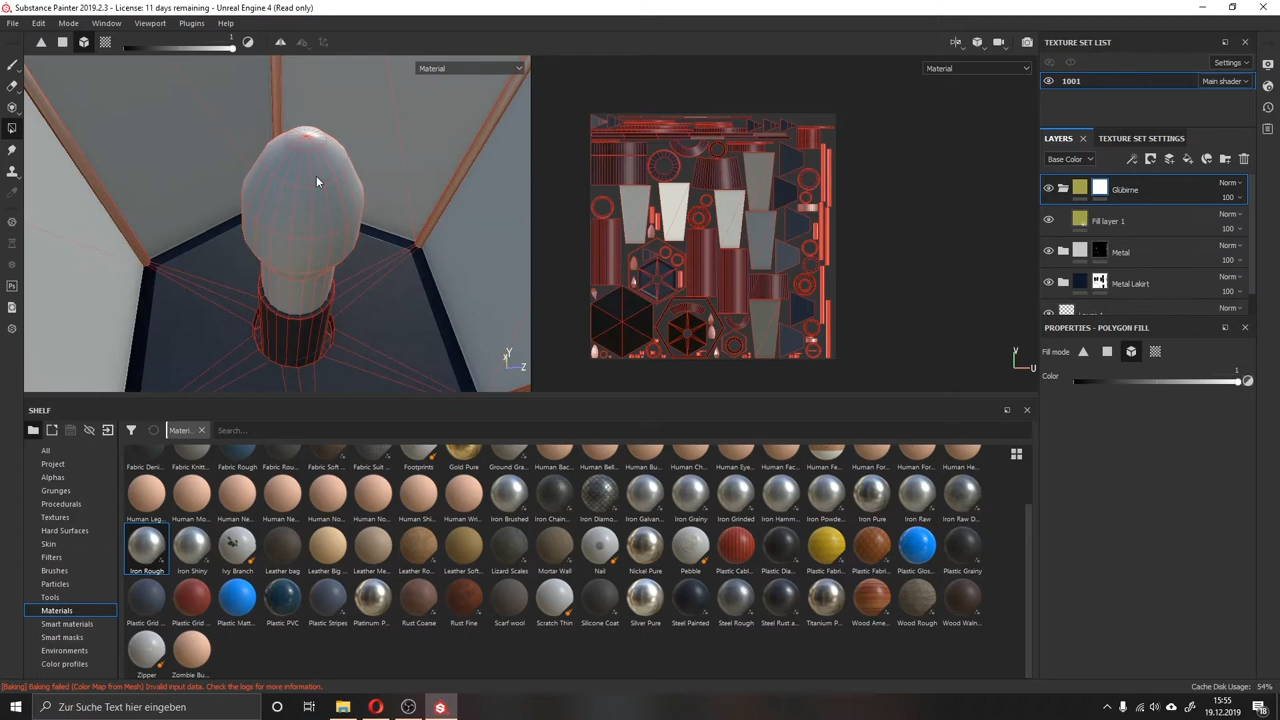 Substance Painter 2019.2.3 - License: 11 days remaining - Unreal Engine 4 (Read only)
File Edit Mode Window Viewport Plugins Help
1
Material
Material
TEXTURE SET LIST
Settings
1001 Main shader
LAYERS TEXTURE SET SETTINGS
Base Color
Glübirne Norm 100
Fill layer 1 Norm 100
Metal Norm 100
Metal Lakirt Norm 100
Norm
PROPERTIES - POLYGON FILL
Fill mode
Color 1
Y
Z
U
SHELF
Materi...
Search...
All
Project
Alphas
Grunges
Procedurals
Textures
Hard Surfaces
Skin
Filters
Brushes
Particles
Tools
Materials
Smart materials
Smart masks
Environments
Color profiles
Fabric Deni... Fabric Knitt... Fabric Rough Fabric Rou... Fabric Soft ... Fabric Suit ... Footprints Gold Pure Ground Gra... Human Bac... Human Bell... Human Bu... Human Ch... Human Eye... Human Fac... Human Fe... Human For... Human For... Human He...
Human Leg... Human Mo... Human Ne... Human Ne... Human No... Human No... Human Shi... Human Wri... Iron Brushed Iron Chain... Iron Diamo... Iron Galvan... Iron Grainy Iron Grinded Iron Hamm... Iron Powde... Iron Pure Iron Raw Iron Raw D...
Iron Rough Iron Shiny Ivy Branch Leather bag Leather Big ... Leather Me... Leather Ro... Leather Soft... Lizard Scales Mortar Wall Nail Nickel Pure Pebble Plastic Cabl... Plastic Dia... Plastic Fabri... Plastic Fabri... Plastic Glos... Plastic Grainy
Plastic Grid ... Plastic Grid ... Plastic Matt... Plastic PVC Plastic Stripes Platinum P... Rust Coarse Rust Fine Scarf wool Scratch Thin Silicone Coat Silver Pure Steel Painted Steel Rough Steel Rust a... Titanium P... Wood Ame... Wood Rough Wood Waln...
Zipper Zombie Bu...
[Baking] Baking failed (Color Map from Mesh) Invalid input data. Check the logs for more information.
Cache Disk Usage: 54%
Zur Suche Text hier eingeben
15:55
19.12.2019
18